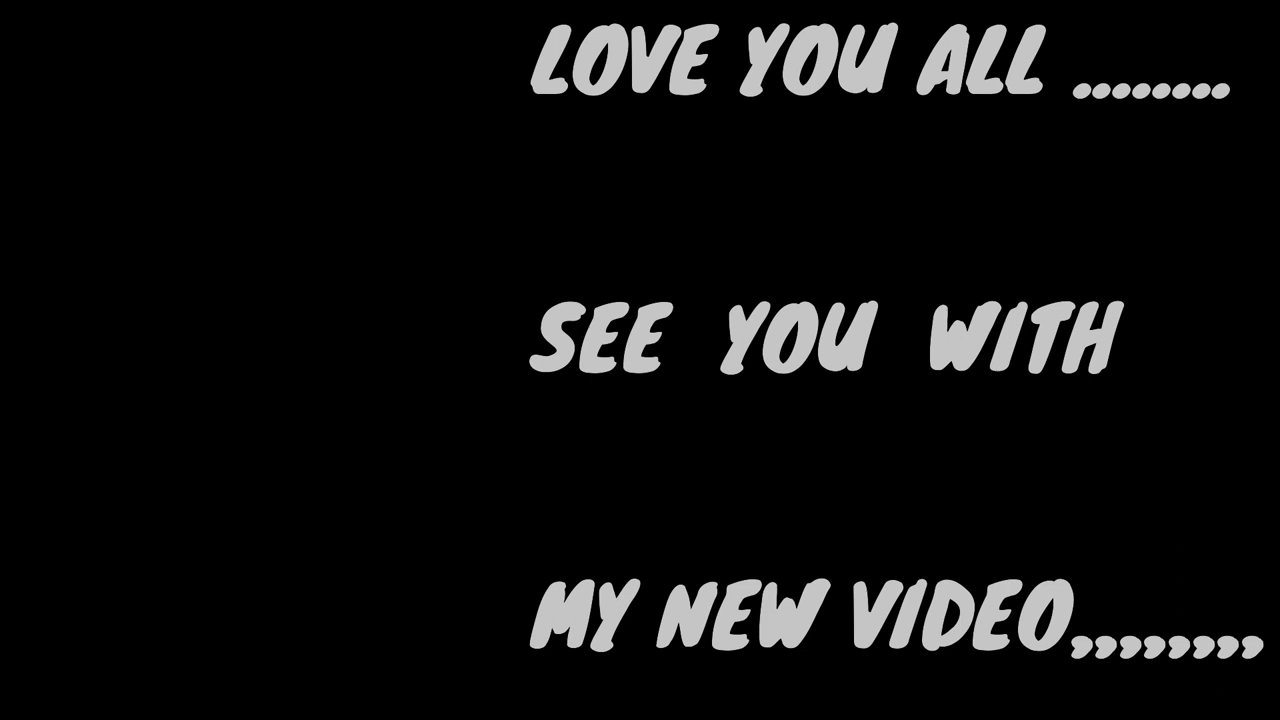 LOVE YOU ALL ........
SEE YOU WITH
MY NEW VIDEO,,,,,,,,